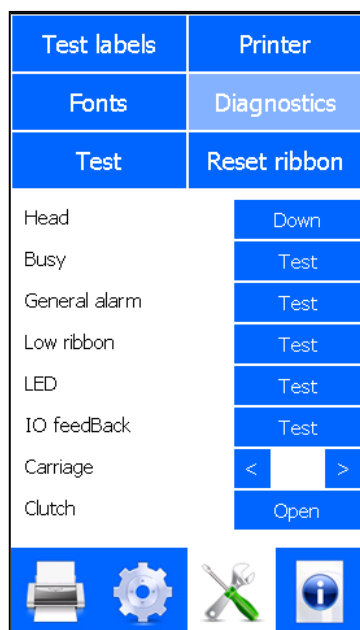 Test labels Printer
Fonts Diagnostics
Test Reset ribbon
Head Down
Busy Test
General alarm Test
Low ribbon Test
LED Test
IO feedBack Test
Carriage < >
Clutch Open
i